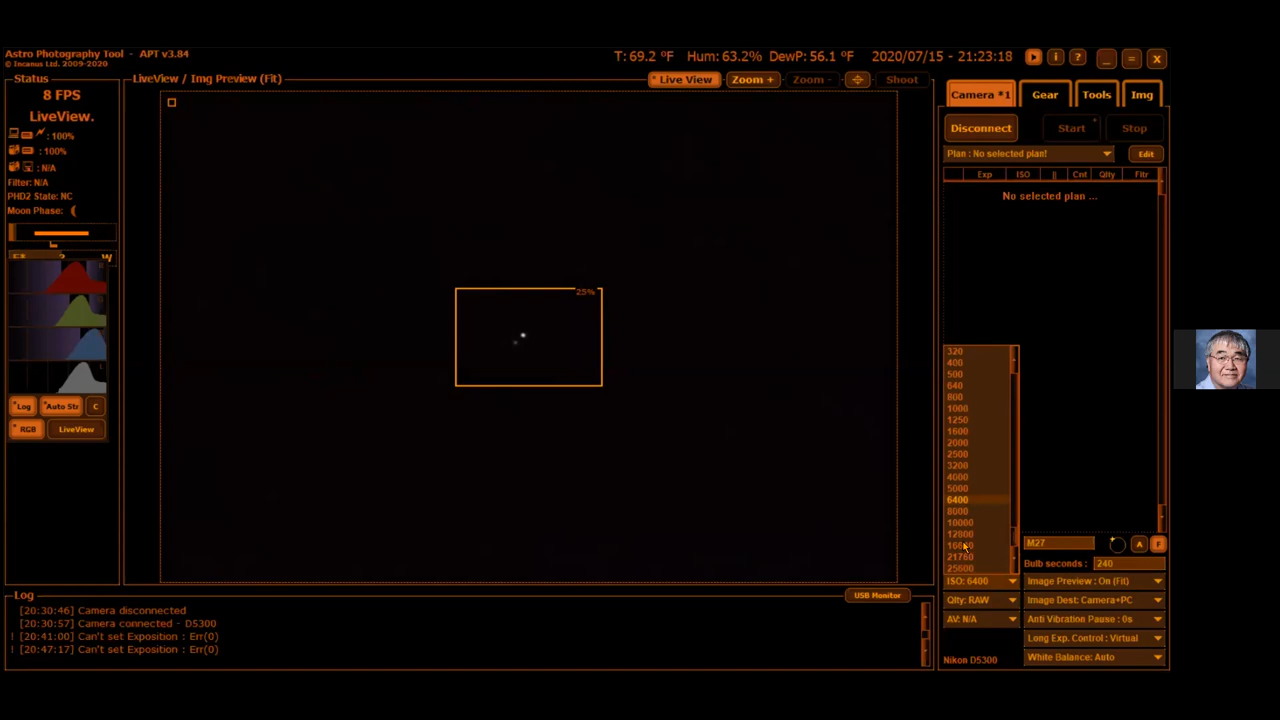 Astro Photography Tool - APT v3.84
© Incanus Ltd. 2009-2020
T: 69.2 °F Hum: 63.2% DewP: 56.1 °F 2020/07/15 - 21:23:18
i ? _ = x
Status
8 FPS
LiveView.
: 100%
: 100%
: N/A
Filter: N/A
PHD2 State: NC
Moon Phase:
W
R
L
Log Auto Str C
RGB LiveView
LiveView / Img Preview (Fit)
Live View Zoom + Zoom - Shoot
25%
Camera *1 Gear Tools Img
Disconnect Start Stop
Plan : No selected plan! Edit
Exp ISO || Cnt Qlty Fltr
No selected plan ...
320
400
500
640
800
1000
1250
1600
2000
2500
3200
4000
5000
6400
8000
10000
12800
21760
25600
M27 A F
Bulb seconds : 240
ISO: 6400 Image Preview : On (Fit)
Qlty: RAW Image Dest: Camera+PC
AV: N/A Anti Vibration Pause : 0s
Long Exp. Control : Virtual
Nikon D5300 White Balance: Auto
Log USB Monitor
[20:30:46] Camera disconnected
[20:30:57] Camera connected - D5300
! [20:41:00] Can't set Exposition : Err(0)
! [20:47:17] Can't set Exposition : Err(0)